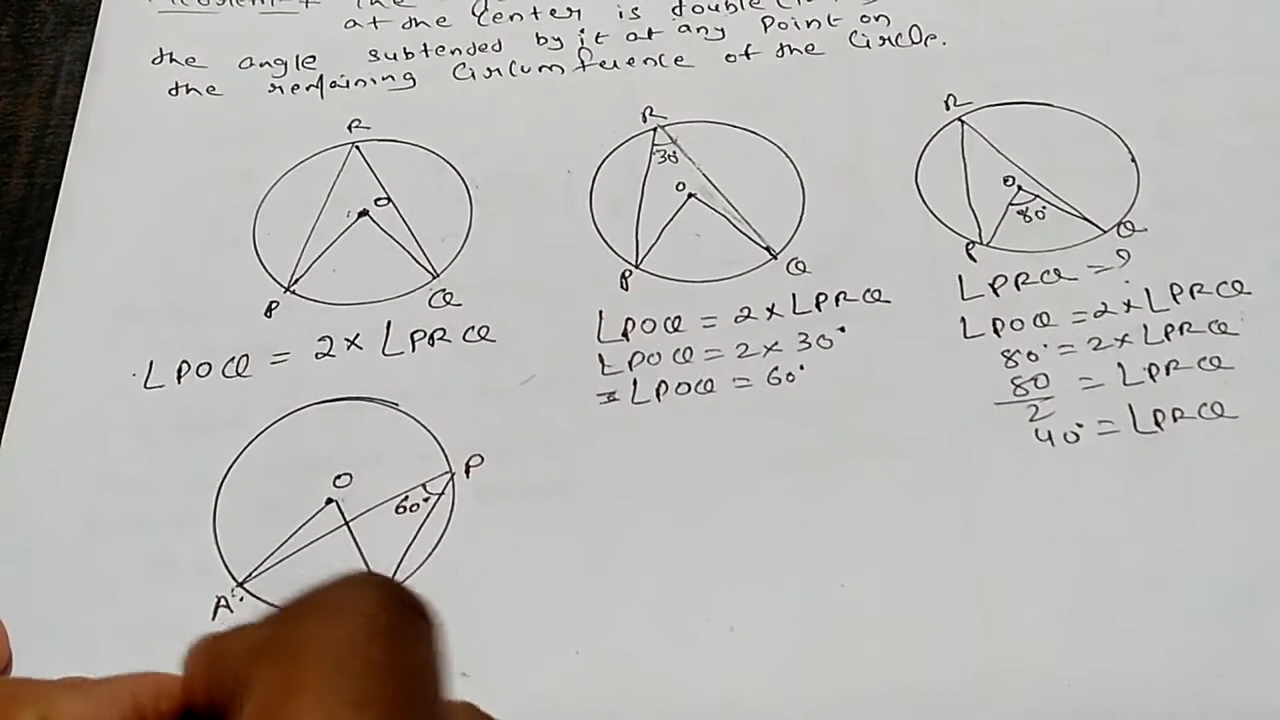 the
at the Center is double
the angle subtended by it at any Point on
the remaining Circumference of the Circle.
R
O
P
Q
∠POQ = 2 × ∠PRQ
R
30°
O
P
Q
∠POQ = 2 × ∠PRQ
∠POQ = 2 × 30°
∠POQ = 60°
R
O
80°
P
Q
∠PRQ = ?
∠POQ = 2 × ∠PRQ
80° = 2 × ∠PRQ
80/2 = ∠PRQ
40° = ∠PRQ
O
P
60°
A